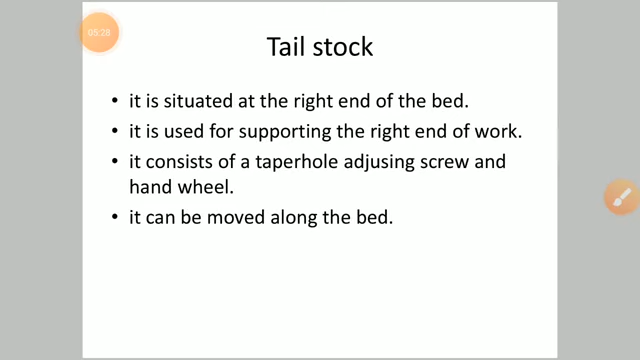 05:28
Tail stock
• it is situated at the right end of the bed.
• it is used for supporting the right end of work.
• it consists of a taperhole adjusing screw and
hand wheel.
• it can be moved along the bed.